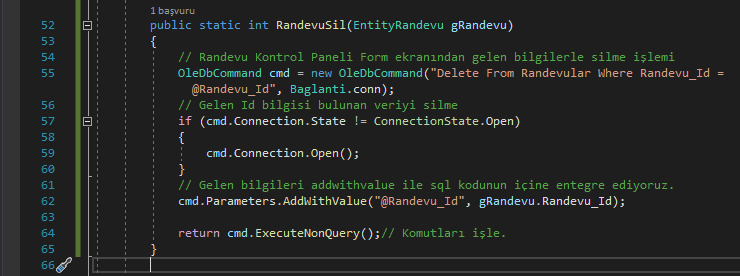 1 başvuru
52 public static int RandevuSil(EntityRandevu gRandevu)
53 {
54 // Randevu Kontrol Paneli Form ekranından gelen bilgilerle silme işlemi
55 OleDbCommand cmd = new OleDbCommand("Delete From Randevular Where Randevu_Id =
@Randevu_Id", Baglanti.conn);
56 // Gelen Id bilgisi bulunan veriyi silme
57 if (cmd.Connection.State != ConnectionState.Open)
58 {
59 cmd.Connection.Open();
60 }
61 // Gelen bilgileri addwithvalue ile sql kodunun içine entegre ediyoruz.
62 cmd.Parameters.AddWithValue("@Randevu_Id", gRandevu.Randevu_Id);
63
64 return cmd.ExecuteNonQuery();// Komutları işle.
65 }
66